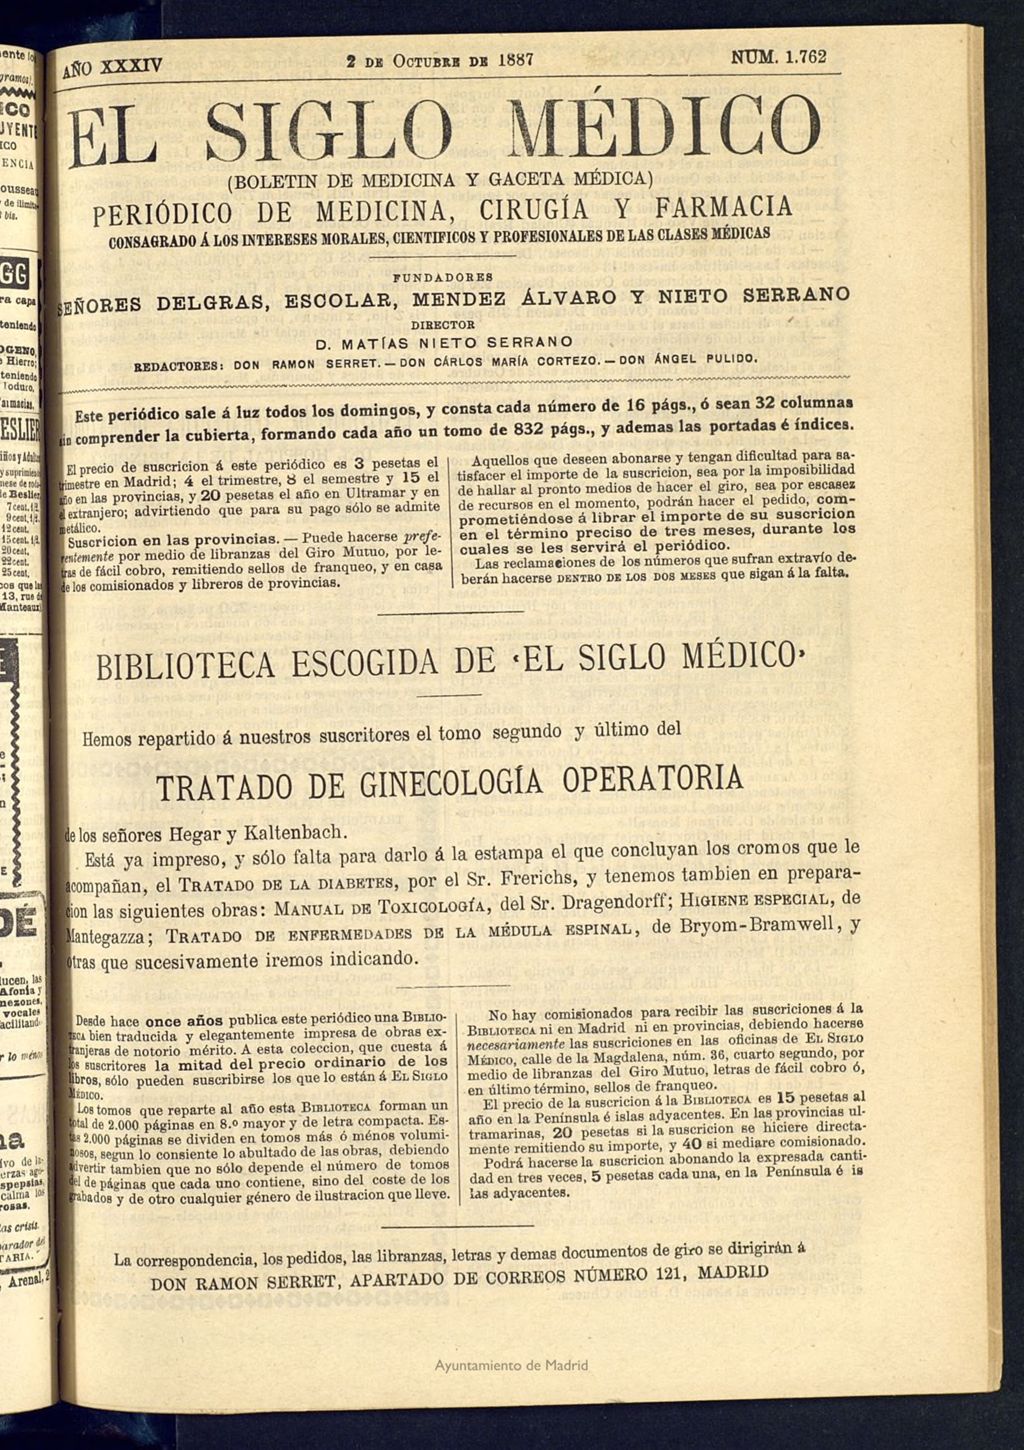 AÑO XXXIV
2 DE OCTUBRE DE 1887
NUM. 1.762
EL SIGLO MÉDICO
(BOLETIN DE MEDICINA Y GACETA MÉDICA)
PERIÓDICO DE MEDICINA, CIRUGÍA Y FARMACIA
CONSAGRADO Á LOS INTERESES MORALES, CIENTIFICOS Y PROFESIONALES DE LAS CLASES MÉDICAS
FUNDADORES
SEÑORES DELGRAS, ESCOLAR, MENDEZ ÁLVARO Y NIETO SERRANO
DIRECTOR
D. MATÍAS NIETO SERRANO
REDACTORES: DON RAMON SERRET. — DON CÁRLOS MARÍA CORTEZO. — DON ÁNGEL PULIDO.
Este periódico sale á luz todos los domingos, y consta cada número de 16 págs., ó sean 32 columnas
sin comprender la cubierta, formando cada año un tomo de 832 págs., y ademas las portadas é índices.
El precio de suscricion á este periódico es 3 pesetas el
trimestre en Madrid; 4 el trimestre, 8 el semestre y 15 el
año en las provincias, y 20 pesetas el año en Ultramar y en
el extranjero; advirtiendo que para su pago sólo se admite
metálico.
Suscricion en las provincias. — Puede hacerse prefe-
rentemente por medio de libranzas del Giro Mutuo, por le-
tras de fácil cobro, remitiendo sellos de franqueo, y en casa
de los comisionados y libreros de provincias.
Aquellos que deseen abonarse y tengan dificultad para sa-
tisfacer el importe de la suscricion, sea por la imposibilidad
de hallar al pronto medios de hacer el giro, sea por escasez
de recursos en el momento, podrán hacer el pedido, com-
prometiéndose á librar el importe de su suscricion
en el término preciso de tres meses, durante los
cuales se les servirá el periódico.
Las reclamaciones de los números que sufran extravío de-
berán hacerse DENTRO DE LOS DOS MESES que sigan á la falta.
BIBLIOTECA ESCOGIDA DE ‹EL SIGLO MÉDICO›
Hemos repartido á nuestros suscritores el tomo segundo y último del
TRATADO DE GINECOLOGÍA OPERATORIA
de los señores Hegar y Kaltenbach.
Está ya impreso, y sólo falta para darlo á la estampa el que concluyan los cromos que le
acompañan, el TRATADO DE LA DIABETES, por el Sr. Frerichs, y tenemos tambien en prepara-
cion las siguientes obras: MANUAL DE TOXICOLOGÍA, del Sr. Dragendorff; HIGIENE ESPECIAL, de
Mantegazza; TRATADO DE ENFERMEDADES DE LA MÉDULA ESPINAL, de Bryom-Bramwell, y
otras que sucesivamente iremos indicando.
Desde hace once años publica este periódico una BIBLIO-
TECA bien traducida y elegantemente impresa de obras ex-
tranjeras de notorio mérito. A esta coleccion, que cuesta á
los suscritores la mitad del precio ordinario de los
libros, sólo pueden suscribirse los que lo están á EL SIGLO
MÉDICO.
Los tomos que reparte al año esta BIBLIOTECA forman un
total de 2.000 páginas en 8.º mayor y de letra compacta. Es-
tas 2.000 páginas se dividen en tomos más ó ménos volumi-
nosos, segun lo consiente lo abultado de las obras, debiendo
advertir tambien que no sólo depende el número de tomos
del de páginas que cada uno contiene, sino del coste de los
grabados y de otro cualquier género de ilustracion que lleve.
No hay comisionados para recibir las suscriciones á la
BIBLIOTECA ni en Madrid ni en provincias, debiendo hacerse
necesariamente las suscriciones en las oficinas de EL SIGLO
MÉDICO, calle de la Magdalena, núm. 36, cuarto segundo, por
medio de libranzas del Giro Mutuo, letras de fácil cobro ó,
en último término, sellos de franqueo.
El precio de la suscricion á la BIBLIOTECA es 15 pesetas al
año en la Península é islas adyacentes. En las provincias ul-
tramarinas, 20 pesetas si la suscricion se hiciere directa-
mente remitiendo su importe, y 40 si mediare comisionado.
Podrá hacerse la suscricion abonando la expresada canti-
dad en tres veces, 5 pesetas cada una, en la Península é is
las adyacentes.
La correspondencia, los pedidos, las libranzas, letras y demas documentos de giro se dirigirán á
DON RAMON SERRET, APARTADO DE CORREOS NÚMERO 121, MADRID
Ayuntamiento de Madrid